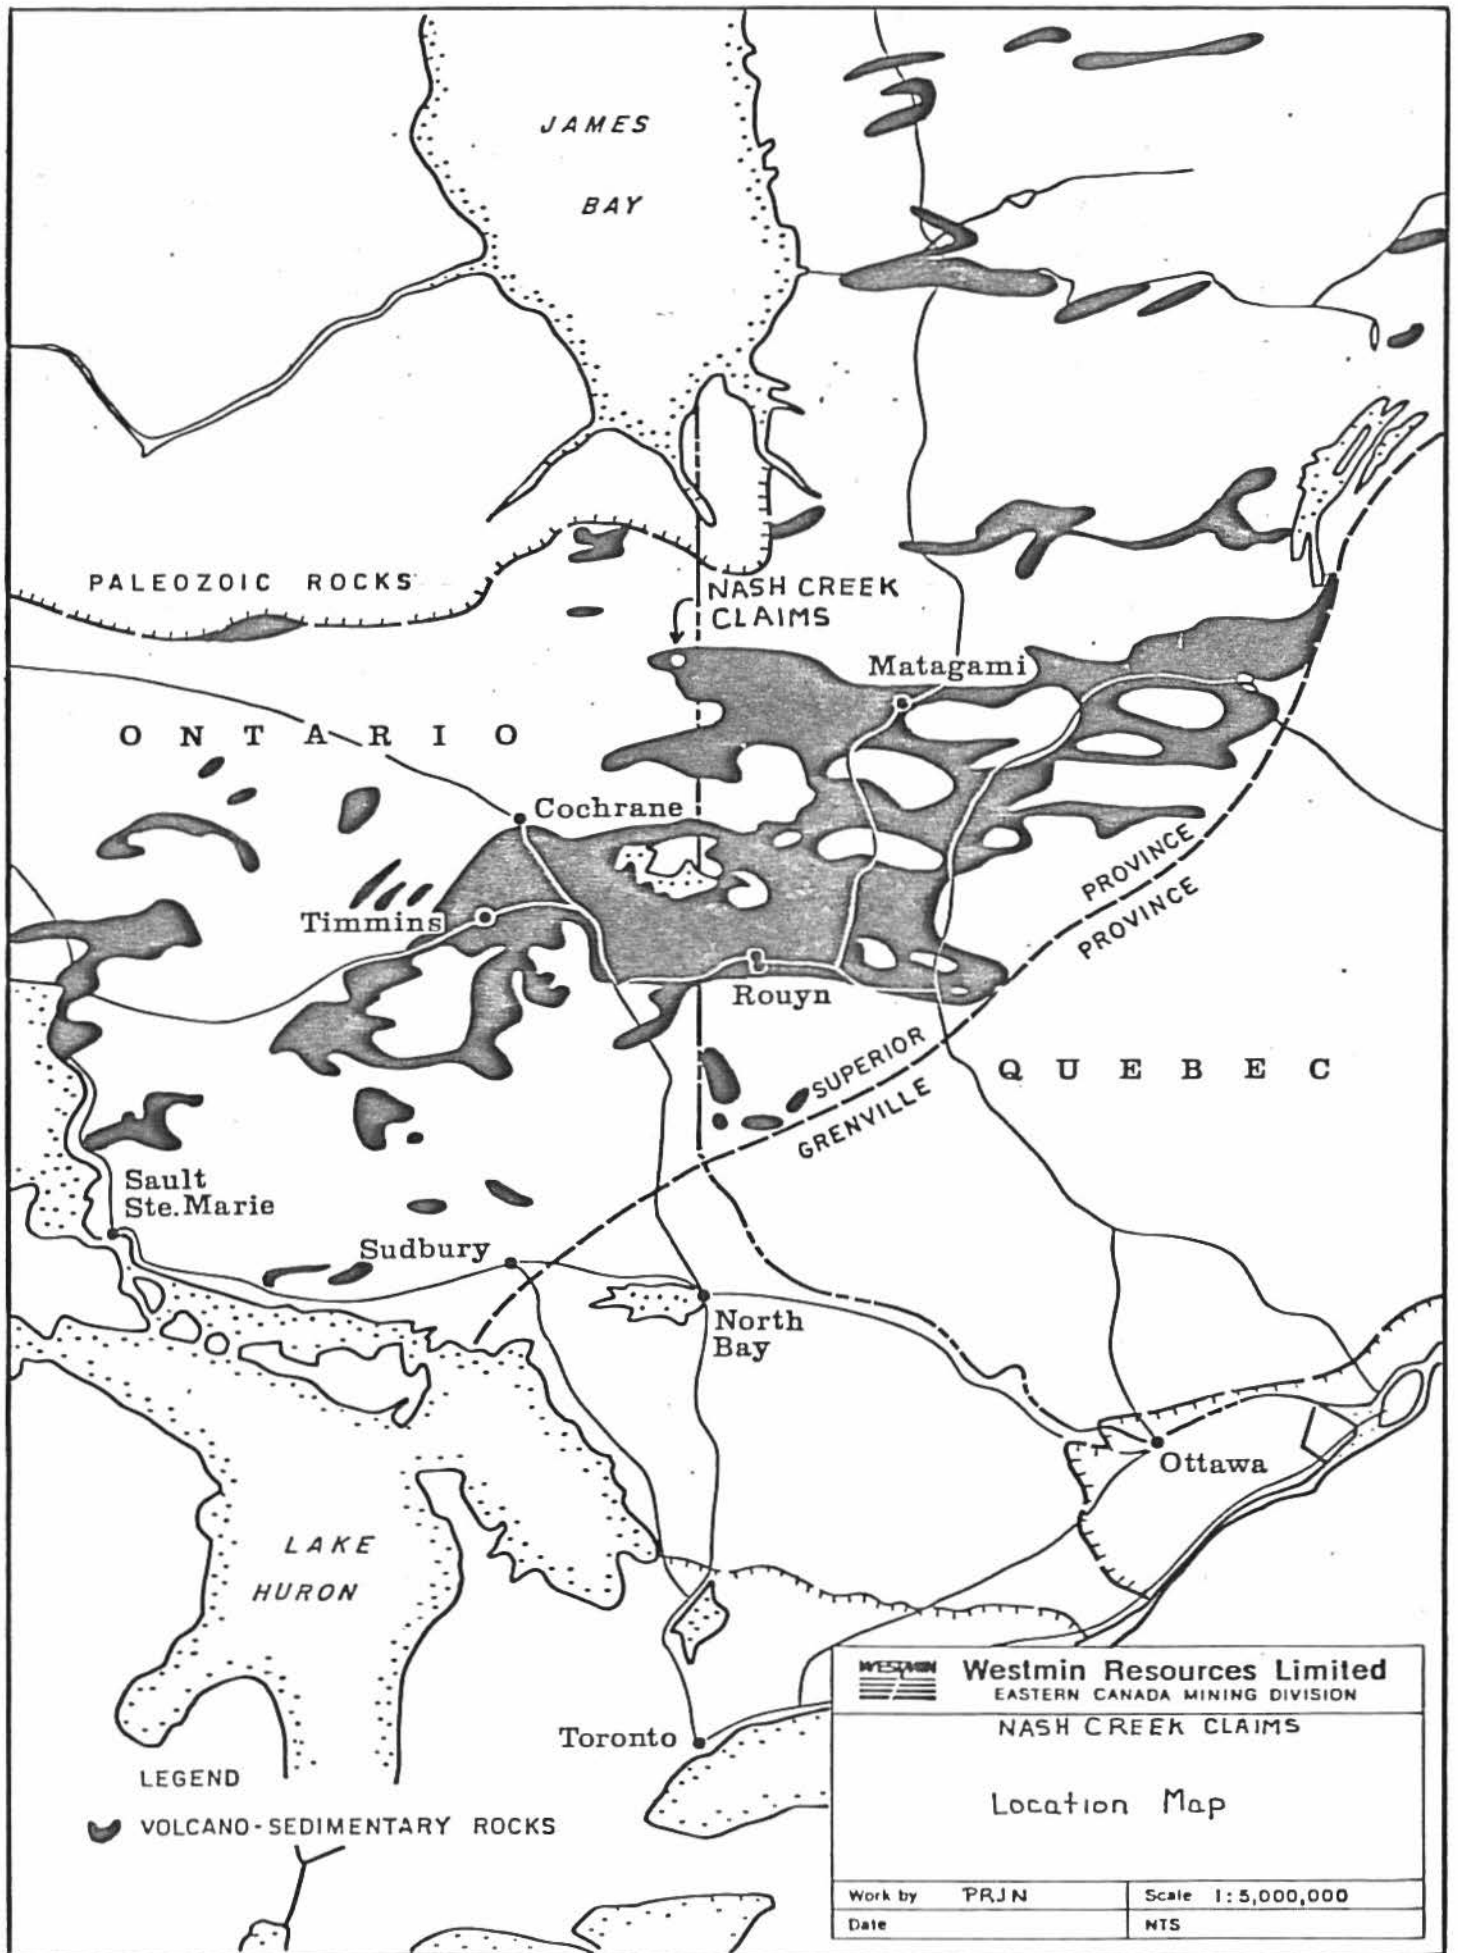 JAMES
BAY
PALEOZOIC ROCKS
NASH CREEK
CLAIMS
Matagami
ONTARIO
Cochrane
PROVINCE
PROVINCE
Timmins
Rouyn
SUPERIOR
GRENVILLE
QUEBEC
Sault
Ste. Marie
Sudbury
North
Bay
Ottawa
LAKE
HURON
Toronto
LEGEND
VOLCANO-SEDIMENTARY ROCKS
WESTMIN
Westmin Resources Limited
EASTERN CANADA MINING DIVISION
NASH CREEK CLAIMS
Location Map
Work by PRJN
Scale 1:5,000,000
Date
NTS